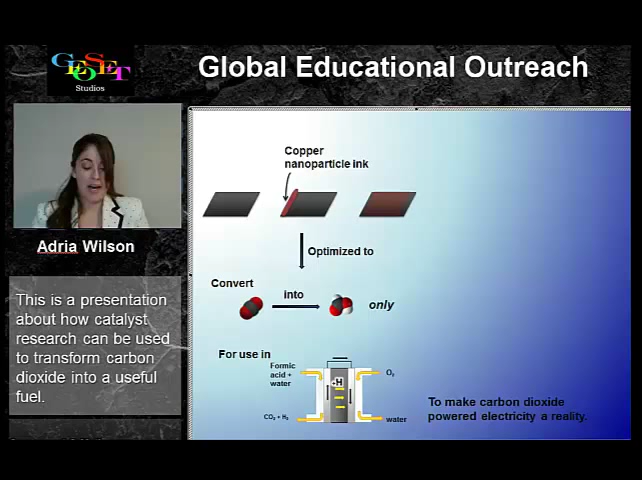 GEOSET
Studios
Global Educational Outreach
Adria Wilson
This is a presentation
about how catalyst
research can be used
to transform carbon
dioxide into a useful
fuel.
Copper
nanoparticle ink
Optimized to
Convert
into
only
For use in
Formic
acid +
water
+H
O₂
CO₂ + H₂
water
To make carbon dioxide
powered electricity a reality.